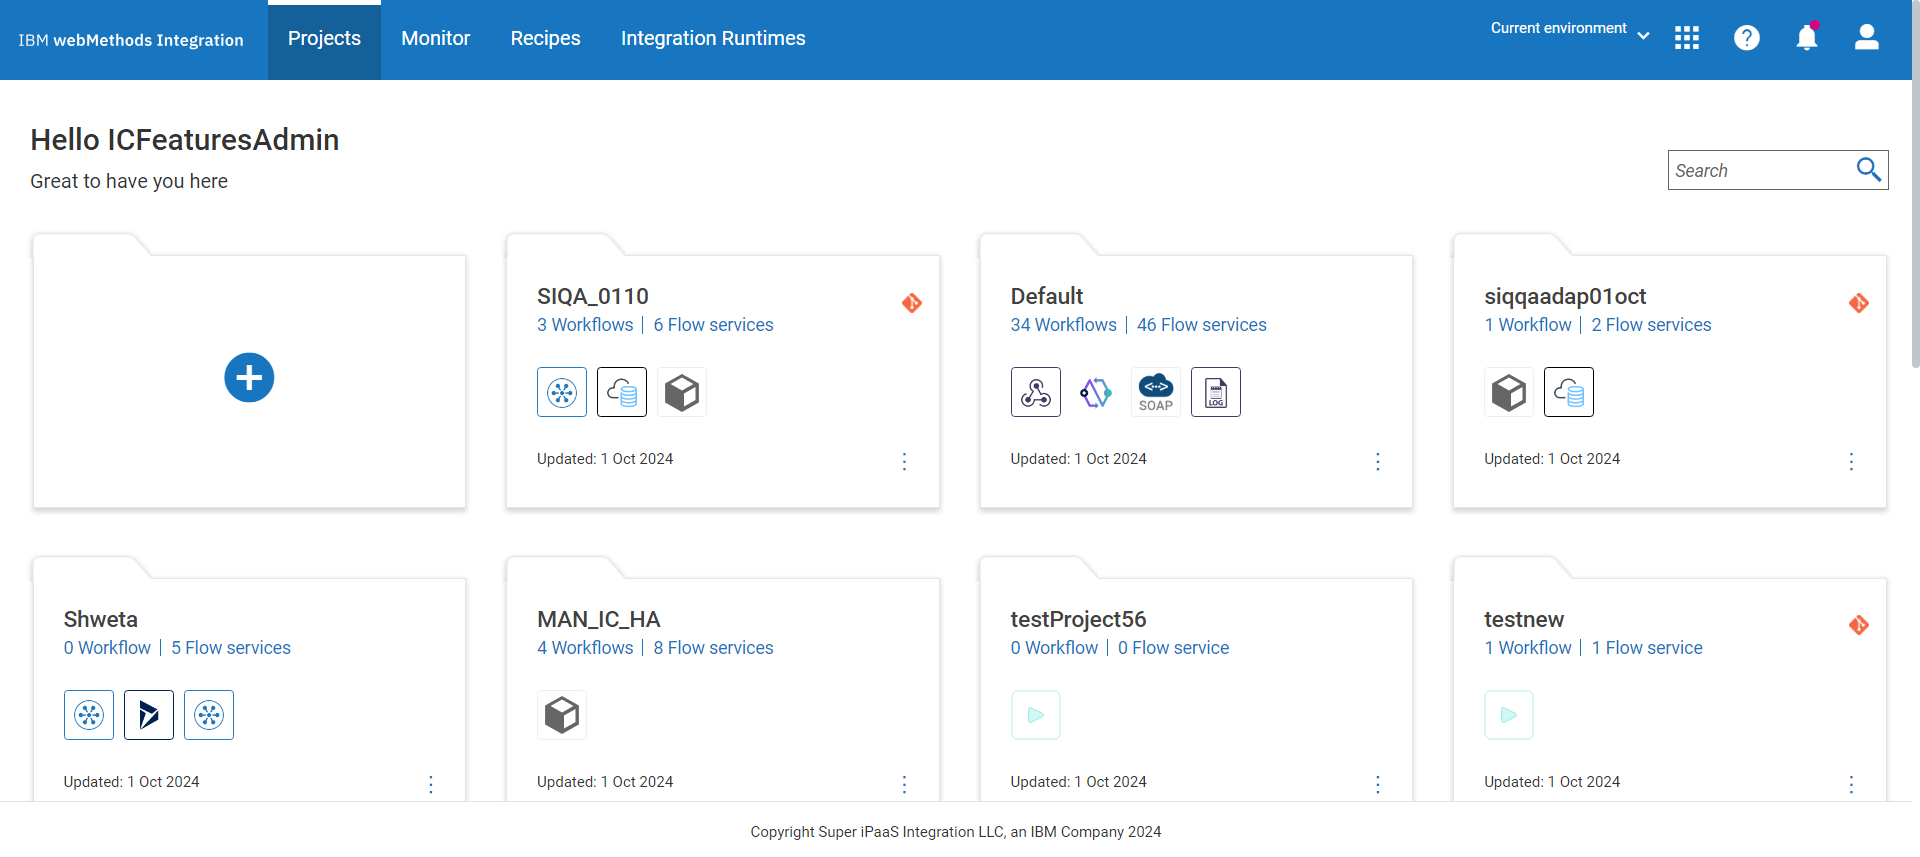 IBM webMethods Integration
Projects
Monitor
Recipes
Integration Runtimes
Current environment
Hello ICFeaturesAdmin
Great to have you here
Search
SIQA_0110
3 Workflows | 6 Flow services
Updated: 1 Oct 2024
Default
34 Workflows | 46 Flow services
SOAP
LOG
Updated: 1 Oct 2024
siqqaadap01oct
1 Workflow | 2 Flow services
Updated: 1 Oct 2024
Shweta
0 Workflow | 5 Flow services
Updated: 1 Oct 2024
MAN_IC_HA
4 Workflows | 8 Flow services
Updated: 1 Oct 2024
testProject56
0 Workflow | 0 Flow service
Updated: 1 Oct 2024
testnew
1 Workflow | 1 Flow service
Updated: 1 Oct 2024
Copyright Super iPaaS Integration LLC, an IBM Company 2024